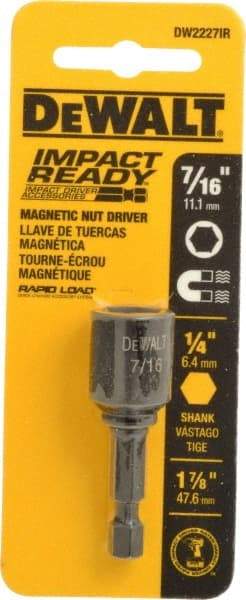 DW2227IR
DEWALT
IMPACT
READY
IMPACT DRIVER
ACCESSORIES
MAGNETIC NUT DRIVER
LLAVE DE TUERCAS
MAGNÉTICA
TOURNE-ÉCROU
MAGNÉTIQUE
RAPID LOAD
7/16"
11.1 mm
1/4"
6.4 mm
SHANK
VÁSTAGO
TIGE
1 7/8"
47.6 mm
DEWALT
7/16